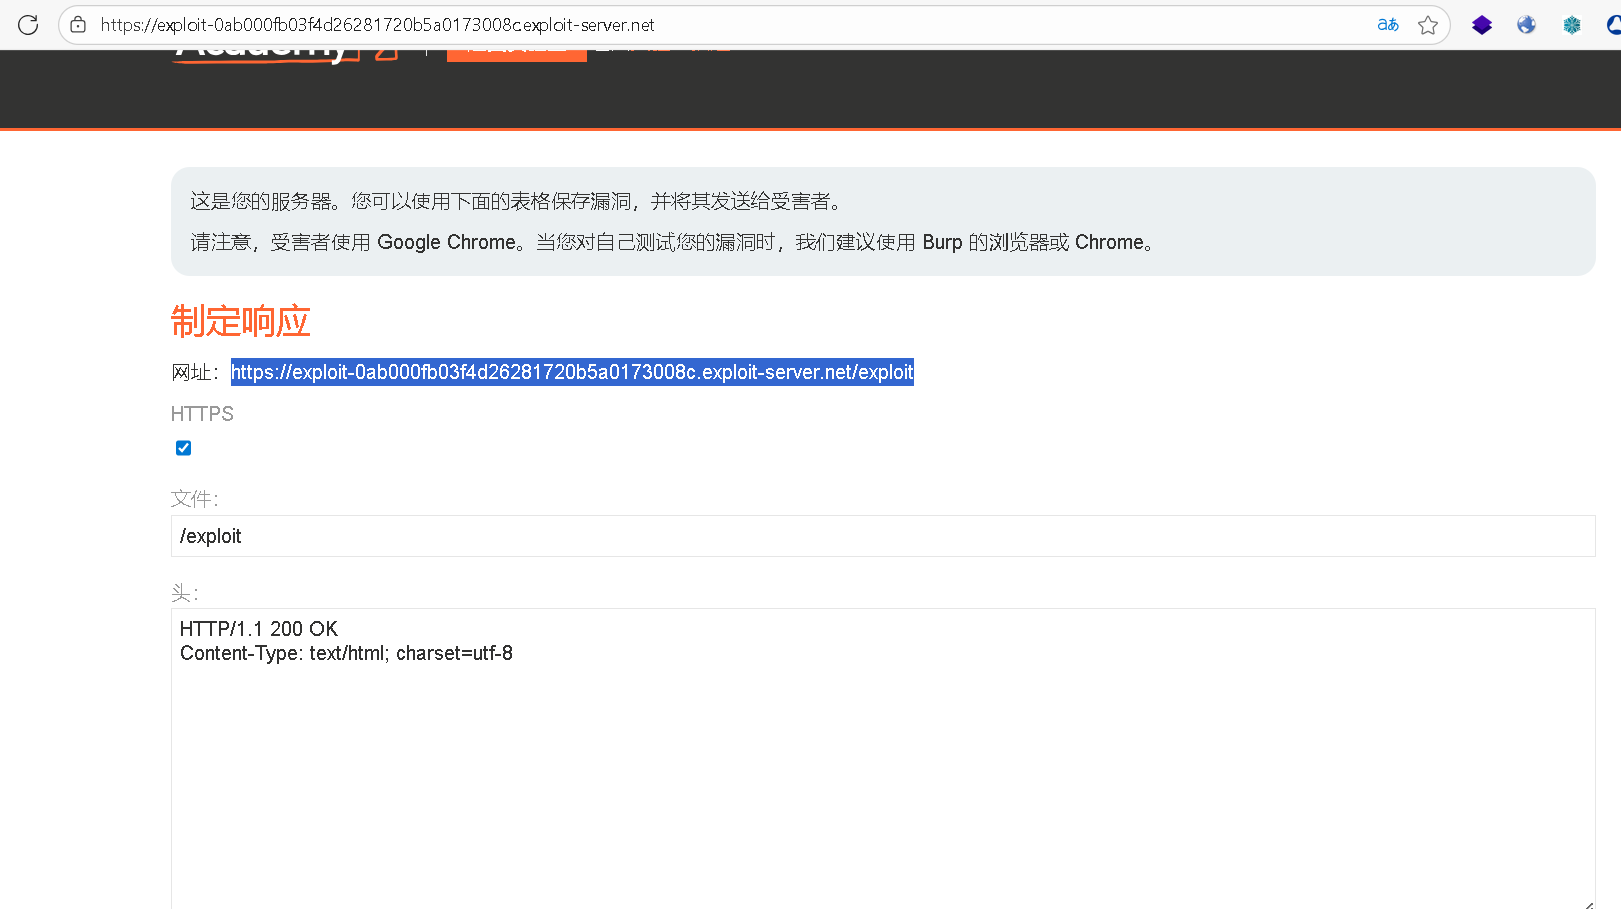 https://exploit-0ab000fb03f4d26281720b5a0173008c.exploit-server.net
Academy
这是您的服务器。您可以使用下面的表格保存漏洞，并将其发送给受害者。
请注意，受害者使用 Google Chrome。当您对自己测试您的漏洞时，我们建议使用 Burp 的浏览器或 Chrome。
制定响应
网址：https://exploit-0ab000fb03f4d26281720b5a0173008c.exploit-server.net/exploit
HTTPS
文件：
/exploit
头：
HTTP/1.1 200 OK
Content-Type: text/html; charset=utf-8